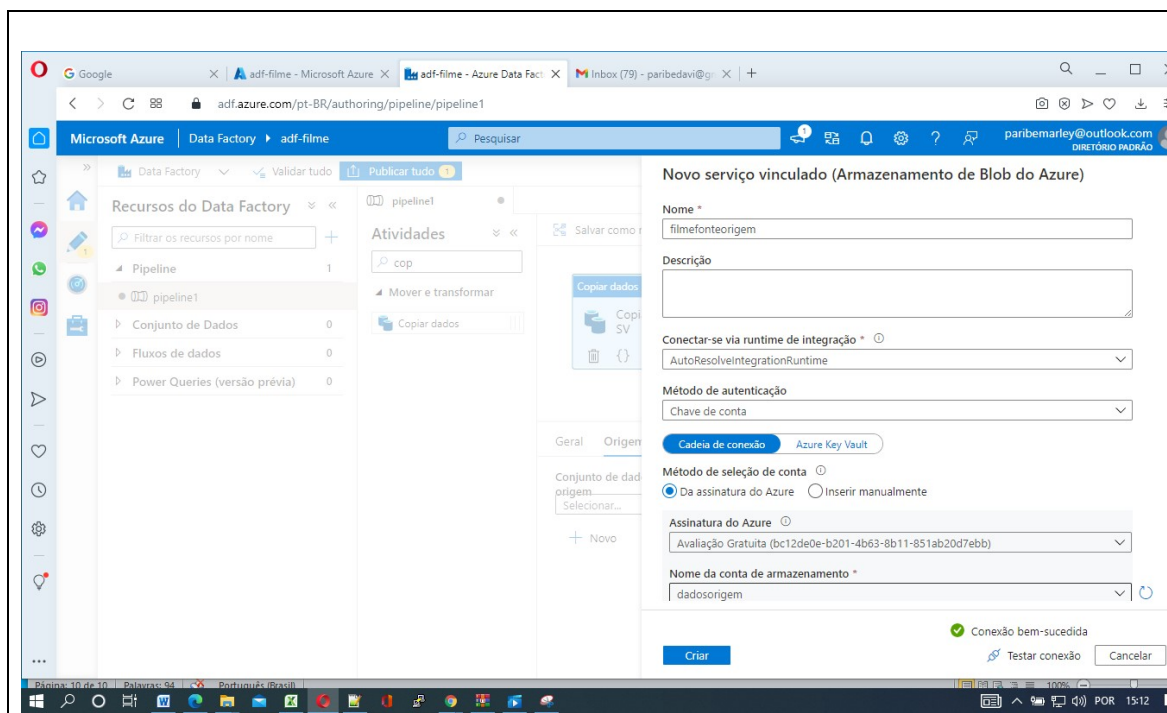 Google
adf-filme - Microsoft Azure
adf-filme - Azure Data Fact
Inbox (79) - paribedavi@g
adf.azure.com/pt-BR/authoring/pipeline/pipeline1
Microsoft Azure
Data Factory
adf-filme
Pesquisar
1
paribemarley@outlook.com
DIRETÓRIO PADRÃO
Data Factory
Validar tudo
Publicar tudo 1
1
Recursos do Data Factory
Filtrar os recursos por nome
Pipeline 1
pipeline1
Conjunto de Dados 0
Fluxos de dados 0
Power Queries (versão prévia) 0
pipeline1
Atividades
cop
Mover e transformar
Copiar dados
Salvar como
Copiar dados
Copi
SV
{}
Geral Origem
Conjunto de dad
origem
Selecionar...
Novo
Novo serviço vinculado (Armazenamento de Blob do Azure)
Nome *
filmefonteorigem
Descrição
Conectar-se via runtime de integração *
AutoResolveIntegrationRuntime
Método de autenticação
Chave de conta
Cadeia de conexão Azure Key Vault
Método de seleção de conta
Da assinatura do Azure Inserir manualmente
Assinatura do Azure
Avaliação Gratuita (bc12de0e-b201-4b63-8b11-851ab20d7ebb)
Nome da conta de armazenamento *
dadosorigem
Conexão bem-sucedida
Criar
Testar conexão
Cancelar
Página: 10 de 10 Palavras: 94 Português (Brasil) 100%
POR 15:12